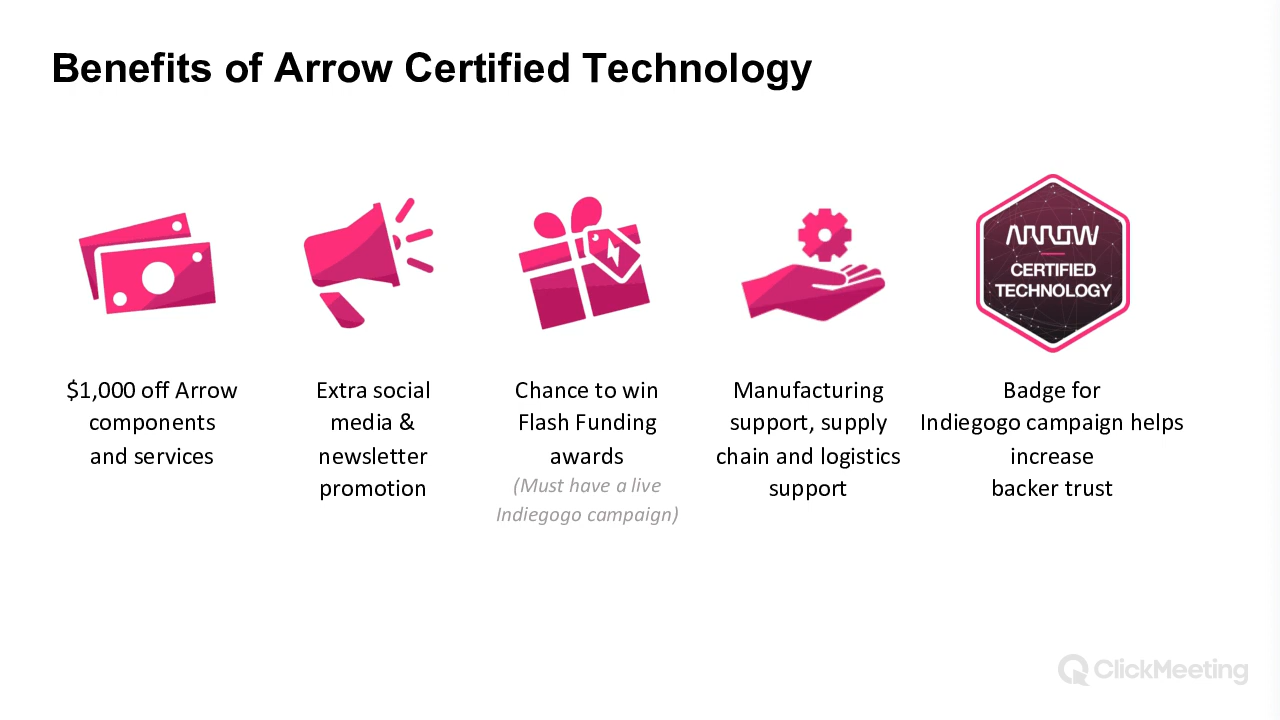 Benefits of Arrow Certified Technology
ARROW
CERTIFIED
TECHNOLOGY
$1,000 off Arrow
components
and services
Extra social
media &
newsletter
promotion
Chance to win
Flash Funding
awards
(Must have a live
Indiegogo campaign)
Manufacturing
support, supply
chain and logistics
support
Badge for
Indiegogo campaign helps
increase
backer trust
ClickMeeting